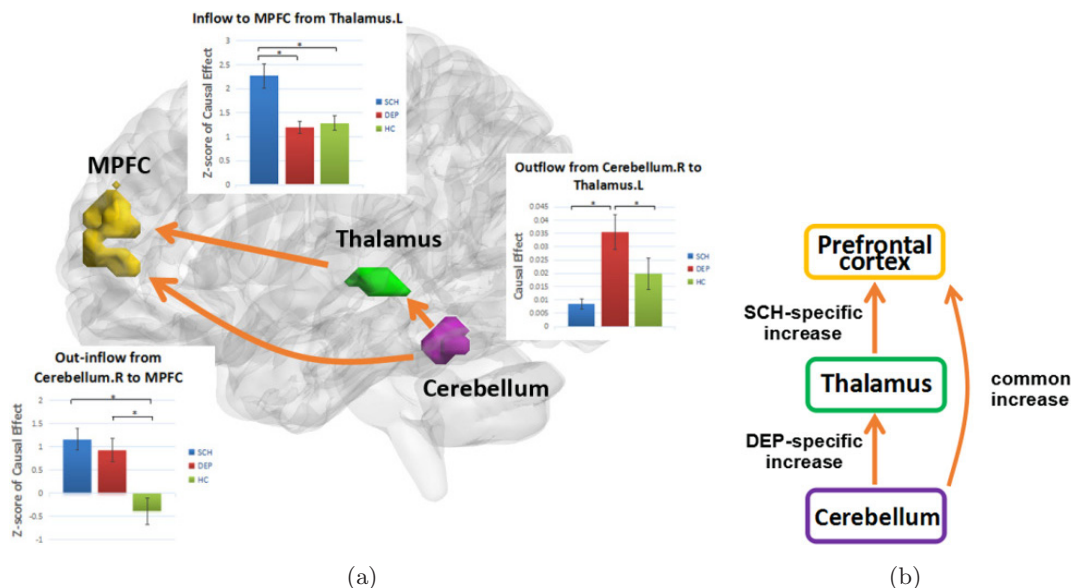 Inflow to MPFC from Thalamus.L
Z-score of Causal Effect
3
2.5
2
1.5
1
0.5
0
*
*
SCH
DEP
HC
MPFC
Thalamus
Cerebellum
Outflow from Cerebellum.R to
Thalamus.L
Causal Effect
0.045
0.04
0.035
0.03
0.025
0.02
0.015
0.01
0.005
0
*
*
SCH
DEP
HC
Out-inflow from
Cerebellum.R to MPFC
Z-score of Causal Effect
2
1.5
1
0.5
0
-0.5
-1
*
*
SCH
DEP
HC
(a)
Prefrontal
cortex
SCH-specific
increase
Thalamus
common
increase
DEP-specific
increase
Cerebellum
(b)